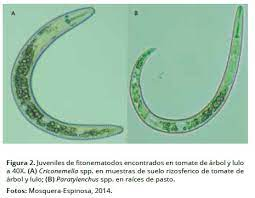 A
B
Figura 2. Juveniles de fitonematodos encontrados en tomate de árbol y lulo
a 40X. (A) Criconemella spp. en muestras de suelo rizosferico de tomate de
árbol y lulo; (B) Paratylenchus spp. en raíces de pasto.
Fotos: Mosquera-Espinosa, 2014.